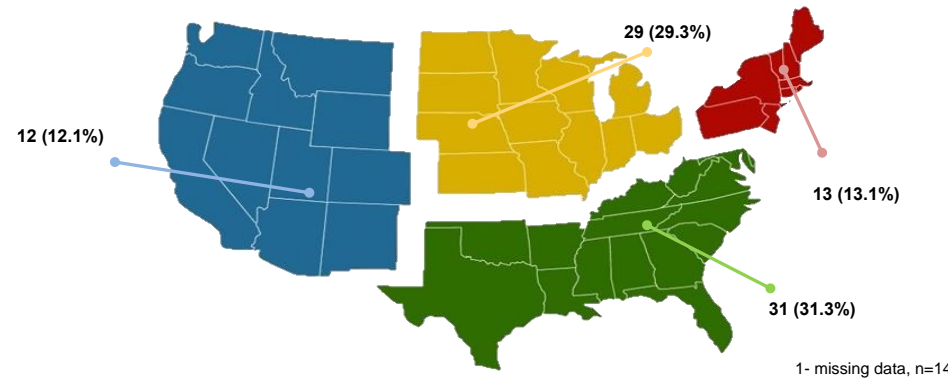 29 (29.3%)
12 (12.1%)
13 (13.1%)
31 (31.3%)
1- missing data, n=14